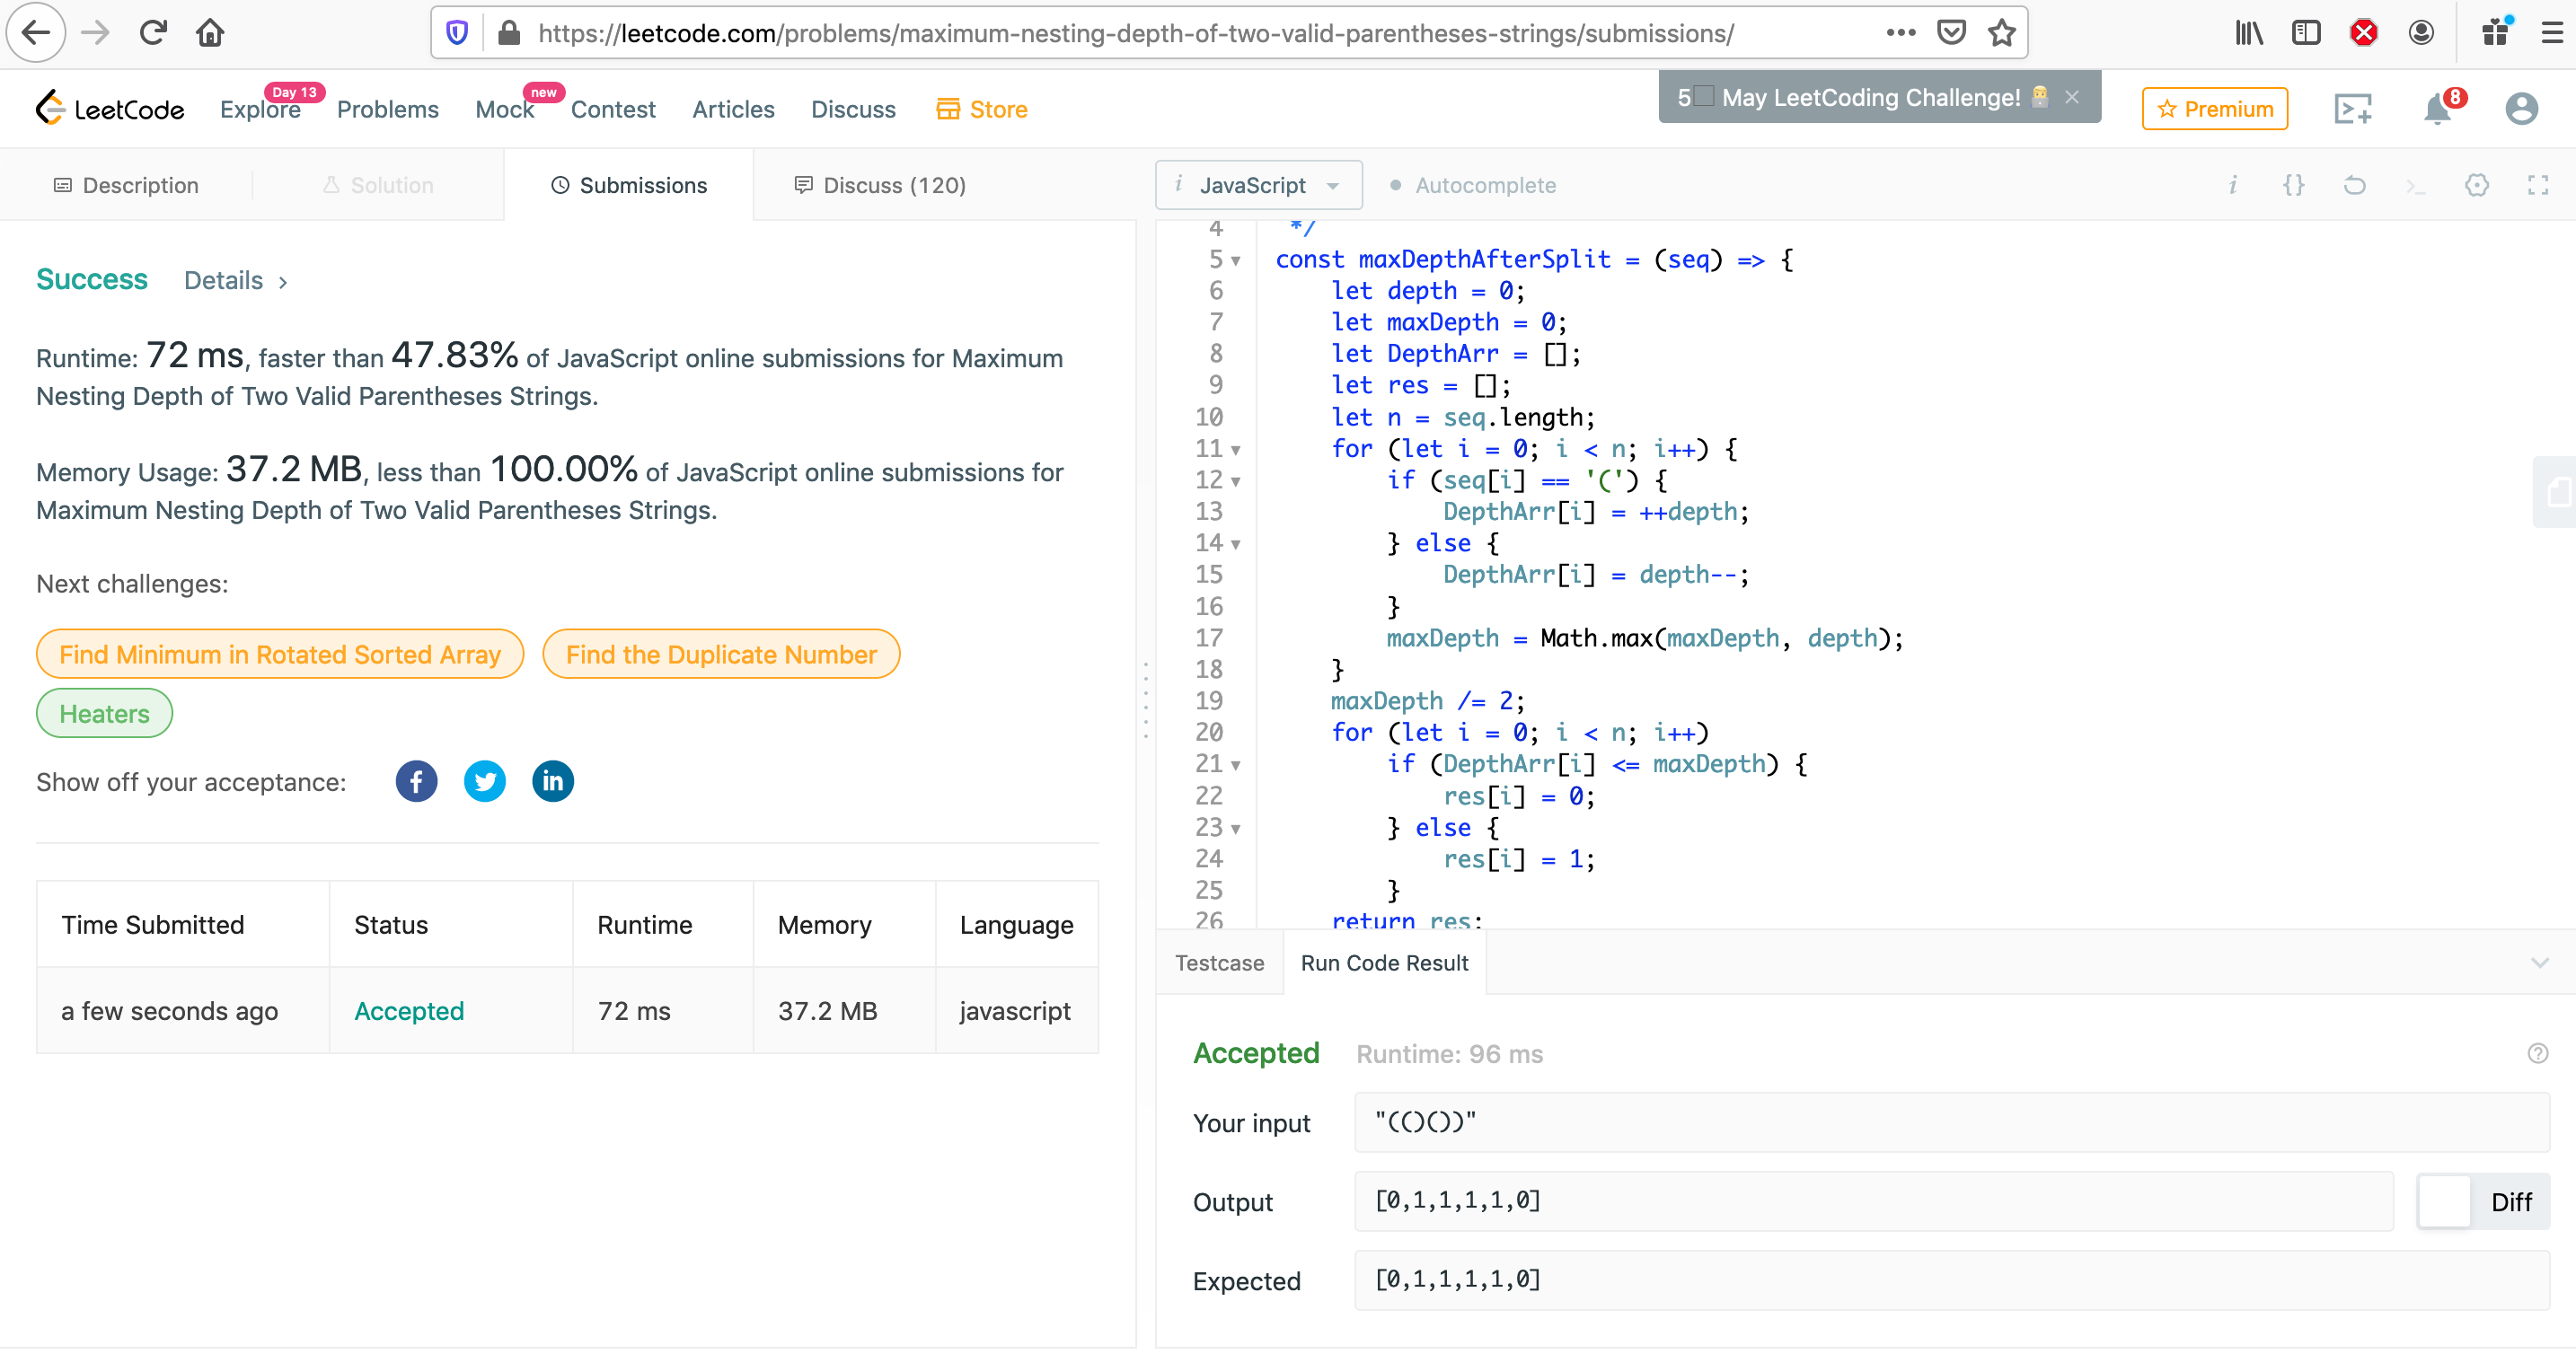 https://leetcode.com/problems/maximum-nesting-depth-of-two-valid-parentheses-strings/submissions/
LeetCode
Explore
Day 13
Problems
Mock
new
Contest
Articles
Discuss
Store
5 May LeetCoding Challenge!
Premium
8
Description
Solution
Submissions
Discuss (120)
i JavaScript
Autocomplete
Success
Details
Runtime: 72 ms, faster than 47.83% of JavaScript online submissions for Maximum
Nesting Depth of Two Valid Parentheses Strings.
Memory Usage: 37.2 MB, less than 100.00% of JavaScript online submissions for
Maximum Nesting Depth of Two Valid Parentheses Strings.
Next challenges:
Find Minimum in Rotated Sorted Array
Find the Duplicate Number
Heaters
Show off your acceptance:
Time Submitted Status Runtime Memory Language
a few seconds ago Accepted 72 ms 37.2 MB javascript
4 */
5 const maxDepthAfterSplit = (seq) => {
6 let depth = 0;
7 let maxDepth = 0;
8 let DepthArr = [];
9 let res = [];
10 let n = seq.length;
11 for (let i = 0; i < n; i++) {
12 if (seq[i] == '(') {
13 DepthArr[i] = ++depth;
14 } else {
15 DepthArr[i] = depth--;
16 }
17 maxDepth = Math.max(maxDepth, depth);
18 }
19 maxDepth /= 2;
20 for (let i = 0; i < n; i++)
21 if (DepthArr[i] <= maxDepth) {
22 res[i] = 0;
23 } else {
24 res[i] = 1;
25 }
26 return res;
Testcase
Run Code Result
Accepted
Runtime: 96 ms
Your input
"(()())"
Output
[0,1,1,1,1,0]
Diff
Expected
[0,1,1,1,1,0]